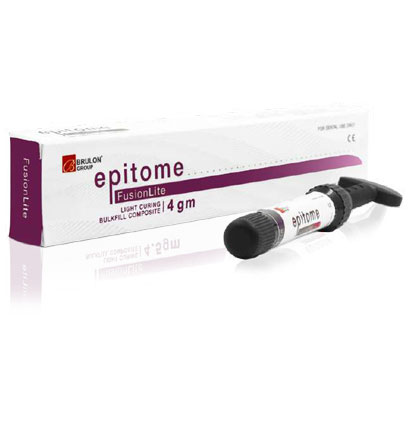 FusionLite
BRULON
GROUP
epitome
FusionLite
LIGHT CURING
BULKFILL COMPOSITE
4 gm
FOR DENTAL USE ONLY
CE
epitome